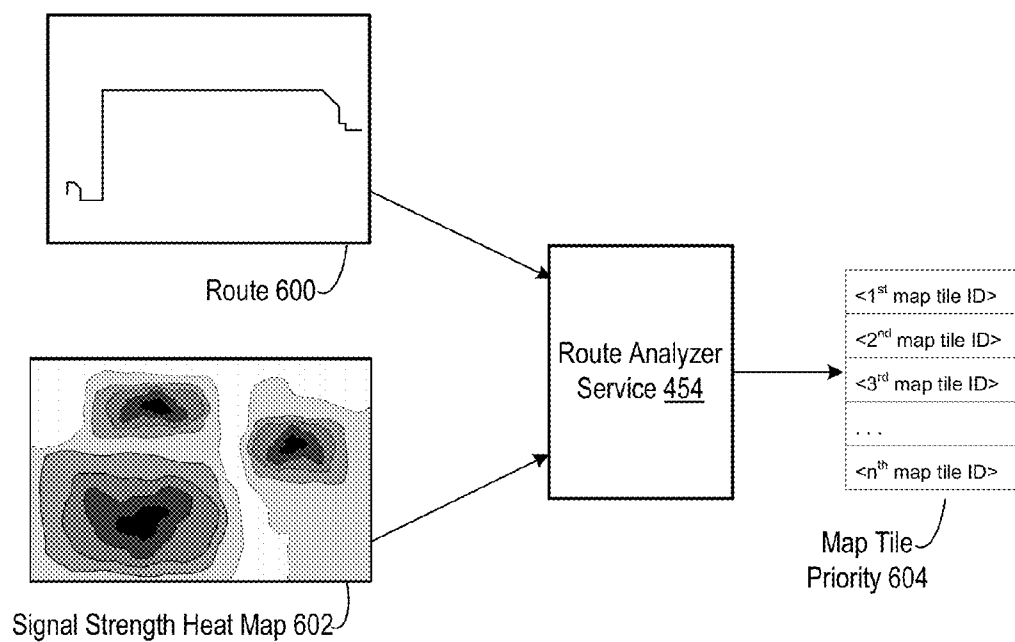 Route 600
Signal Strength Heat Map 602
Route Analyzer
Service 454
<1st map tile ID>
<2nd map tile ID>
<3rd map tile ID>
. . .
<nth map tile ID>
Map Tile
Priority 604